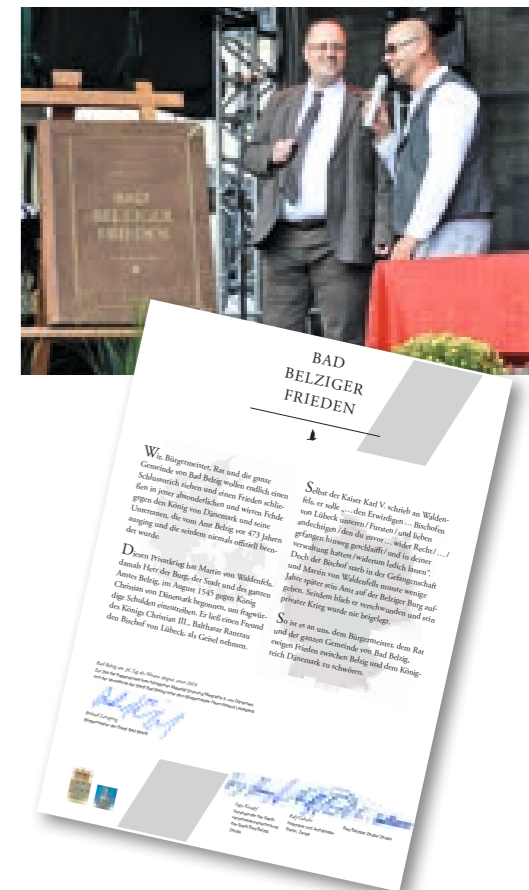 BAD
BELZIGER
FRIEDEN
BAD
BELZIGER
FRIEDEN
Wir, Bürgermeister, Rat und die ganze
Gemeinde von Bad Belzig wollen endlich einen
Schlussstrich ziehen und einen Frieden schlie-
ßen in jener absonderlichen und wirren Fehde
gegen den König von Dänemark und seine
Untertanen, die vom Amt Belzig vor 473 Jahren
ausging und die seitdem niemals offiziell been-
det wurde.
Diesen Privatkrieg hat Martin von Waldenfels,
damals Herr der Burg, der Stadt und des ganzen
Amtes Belzig, im August 1545 gegen König
Christian von Dänemark begonnen, um fragwür-
dige Schulden einzutreiben. Er ließ einen Freund
des Königs Christian III., Balthasar Rantzau
den Bischof von Lübeck, als Geisel nehmen.
Selbst der Kaiser Karl V. schrieb an Walden-
fels, er solle „… den Erwirdigen … Bischofen
von Lübeck unseren / Fursten / und lieben
andechtigen / den du zuvor … wider Recht / … /
gefangen hinweg geschlaifft / und in deiner
verwaltung hattest / widerum ledich lassen“.
Doch der Bischof starb in der Gefangenschaft
und Martin von Waldenfels musste wenige
Jahre später sein Amt auf der Belziger Burg auf-
geben. Seitdem blieb er verschwunden und sein
privater Krieg wurde nie beigelegt.
So ist es an uns, dem Bürgermeister, dem Rat
und der ganzen Gemeinde von Bad Belzig,
ewigen Frieden zwischen Belzig und dem König-
reich Dänemark zu schwören.